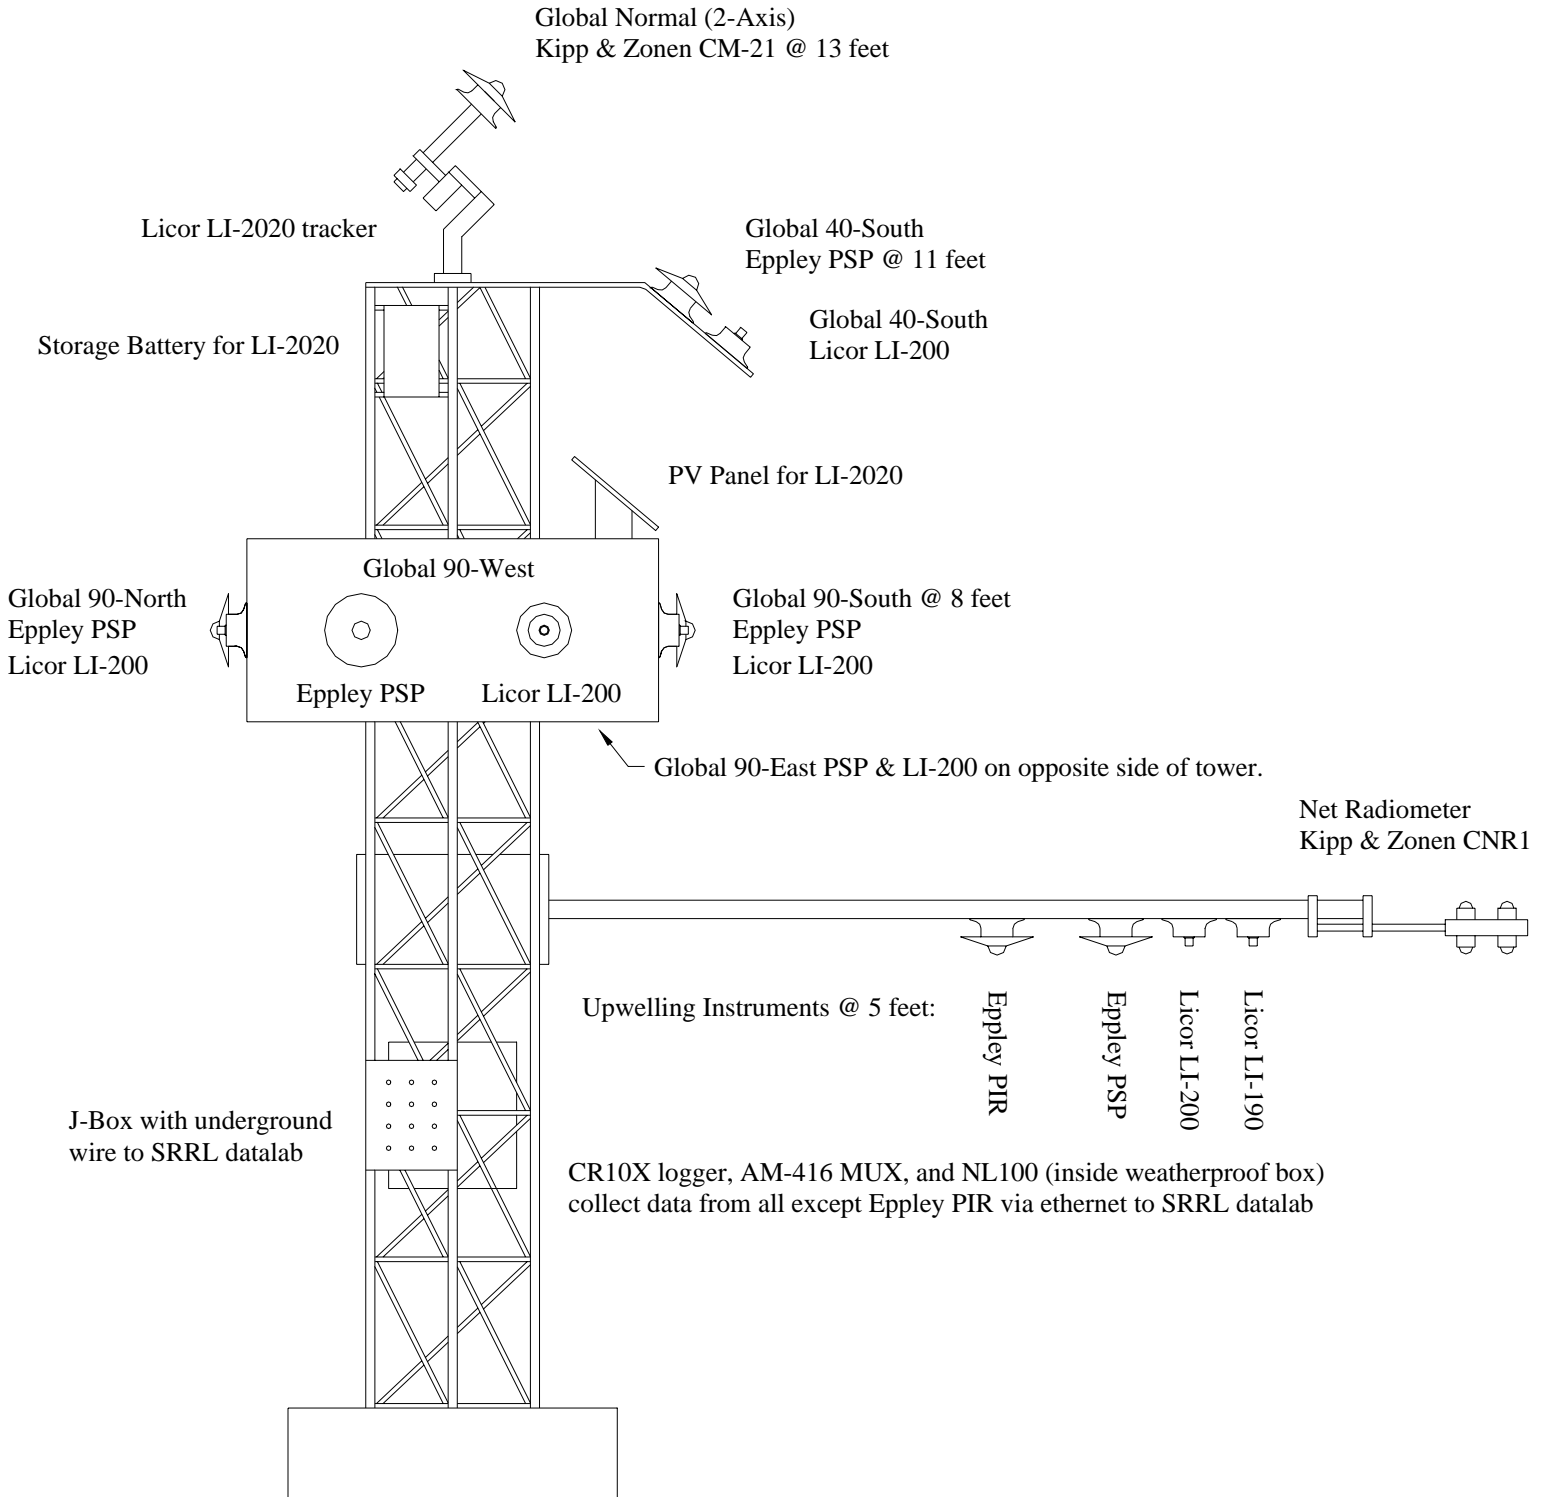 Global Normal (2-Axis)
Kipp & Zonen CM-21 @ 13 feet
Licor LI-2020 tracker
Global 40-South
Eppley PSP @ 11 feet
Global 40-South
Licor LI-200
Storage Battery for LI-2020
PV Panel for LI-2020
Global 90-West
Global 90-North
Eppley PSP
Licor LI-200
Eppley PSP
Licor LI-200
Global 90-South @ 8 feet
Eppley PSP
Licor LI-200
Global 90-East PSP & LI-200 on opposite side of tower.
Net Radiometer
Kipp & Zonen CNR1
Upwelling Instruments @ 5 feet:
Eppley PIR
Eppley PSP
Licor LI-200
Licor LI-190
J-Box with underground
wire to SRRL datalab
CR10X logger, AM-416 MUX, and NL100 (inside weatherproof box)
collect data from all except Eppley PIR via ethernet to SRRL datalab